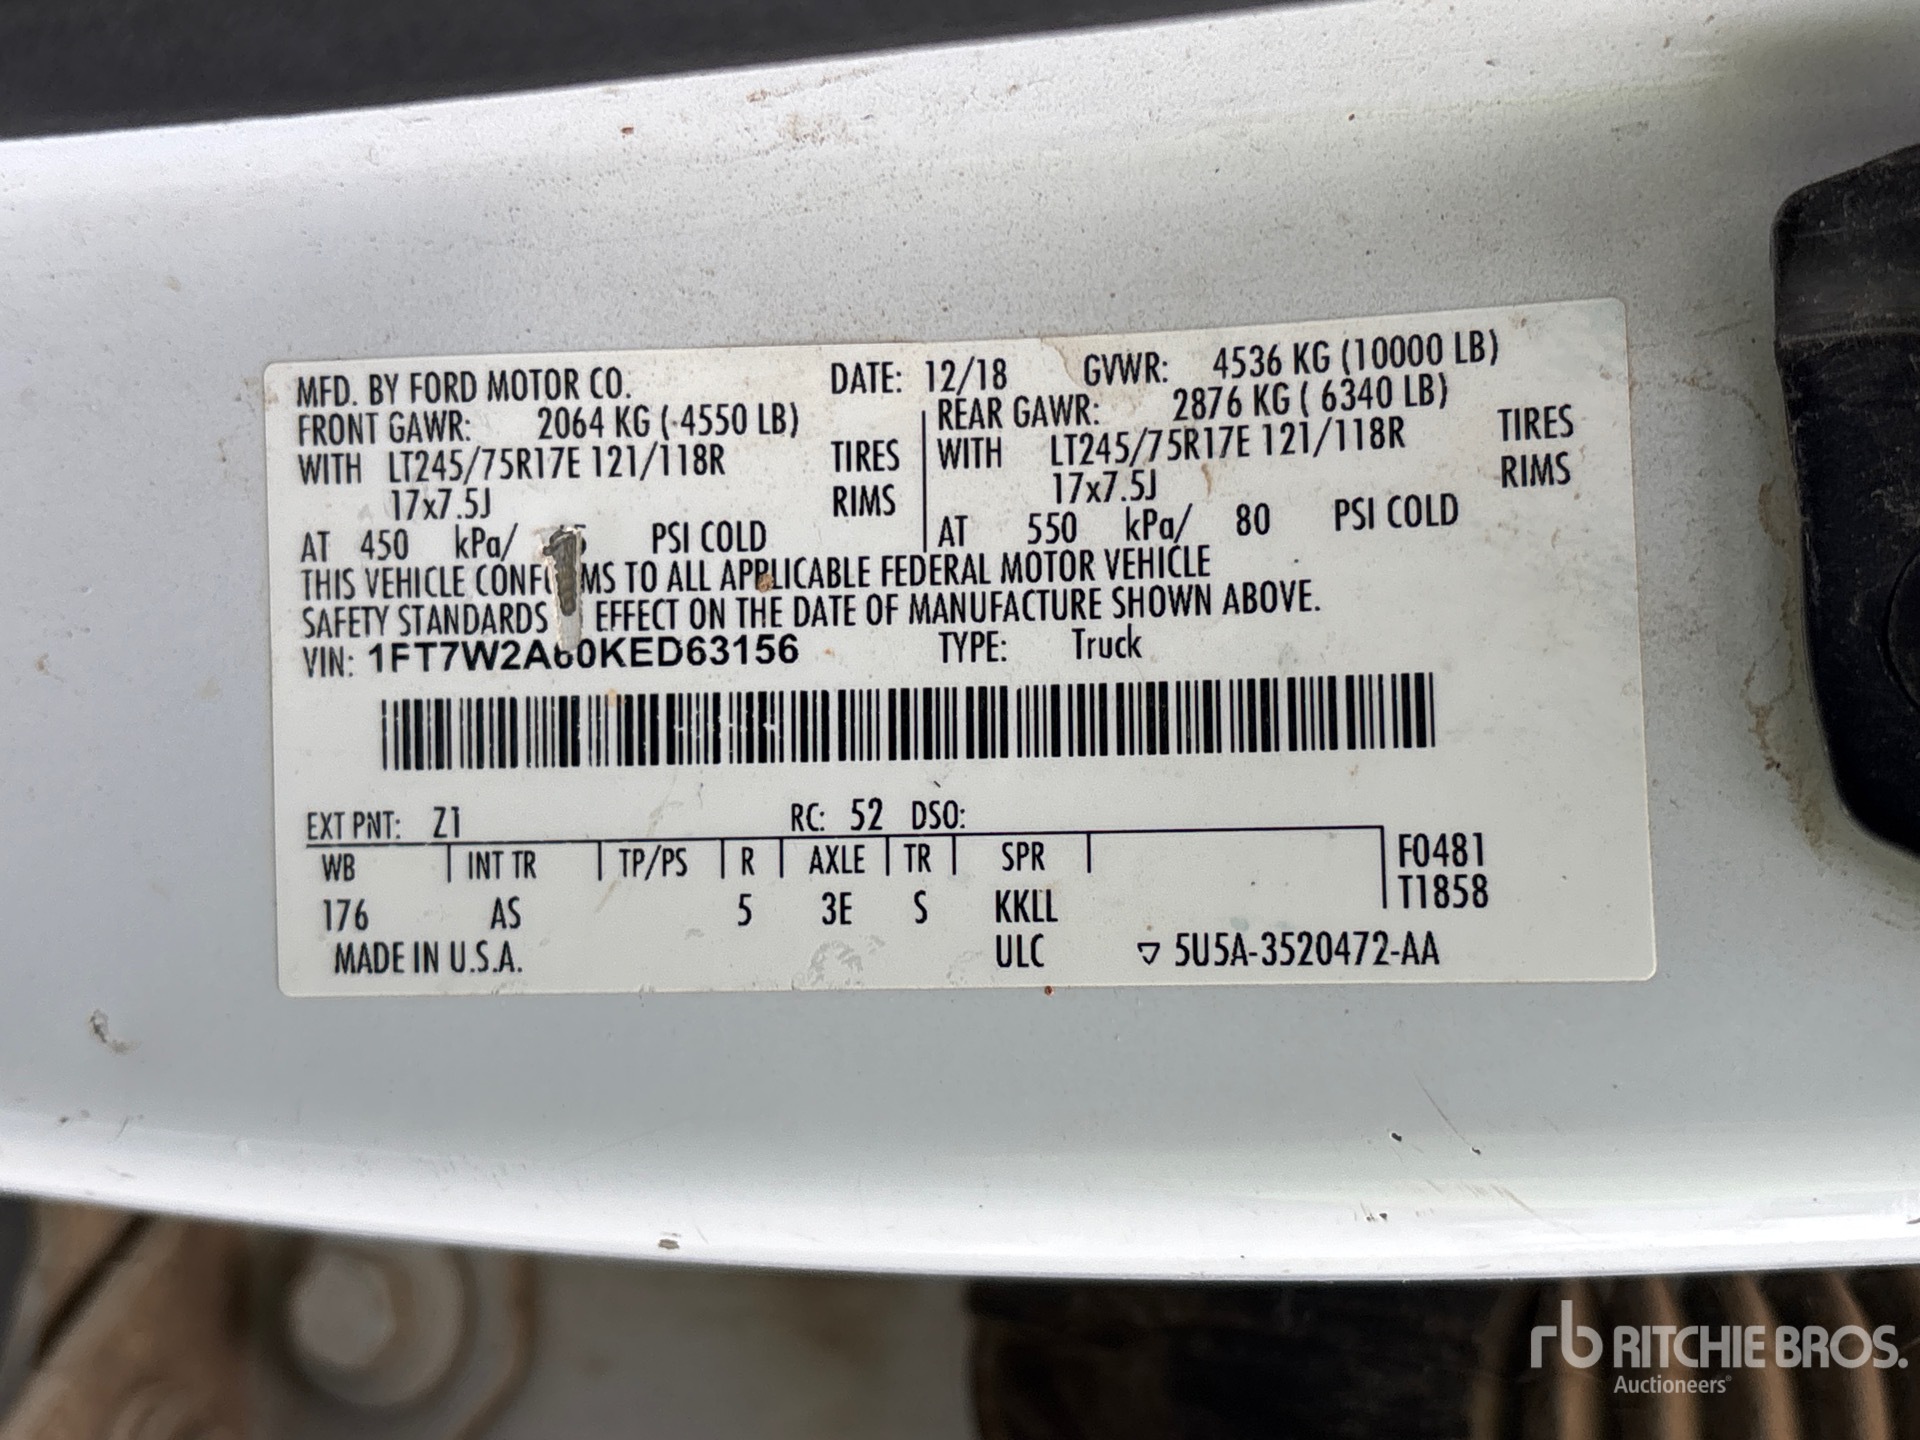 MFD. BY FORD MOTOR CO. DATE: 12/18 GVWR: 4536 KG (10000 LB)
FRONT GAWR: 2064 KG ( 4550 LB) REAR GAWR: 2876 KG ( 6340 LB)
WITH LT245/75R17E 121/118R TIRES WITH LT245/75R17E 121/118R TIRES
17x7.5J RIMS 17x7.5J RIMS
AT 450 kPa/ PSI COLD AT 550 kPa/ 80 PSI COLD
THIS VEHICLE CONFORMS TO ALL APPLICABLE FEDERAL MOTOR VEHICLE
SAFETY STANDARDS EFFECT ON THE DATE OF MANUFACTURE SHOWN ABOVE.
VIN: 1FT7W2A60KED63156 TYPE: Truck
EXT PNT: Z1 RC: 52 DSO:
WB INT TR TP/PS R AXLE TR SPR F0481
176 AS 5 3E S KKLL T1858
MADE IN U.S.A. ULC ▽ 5U5A-3520472-AA
rb RITCHIE BROS.
Auctioneers®